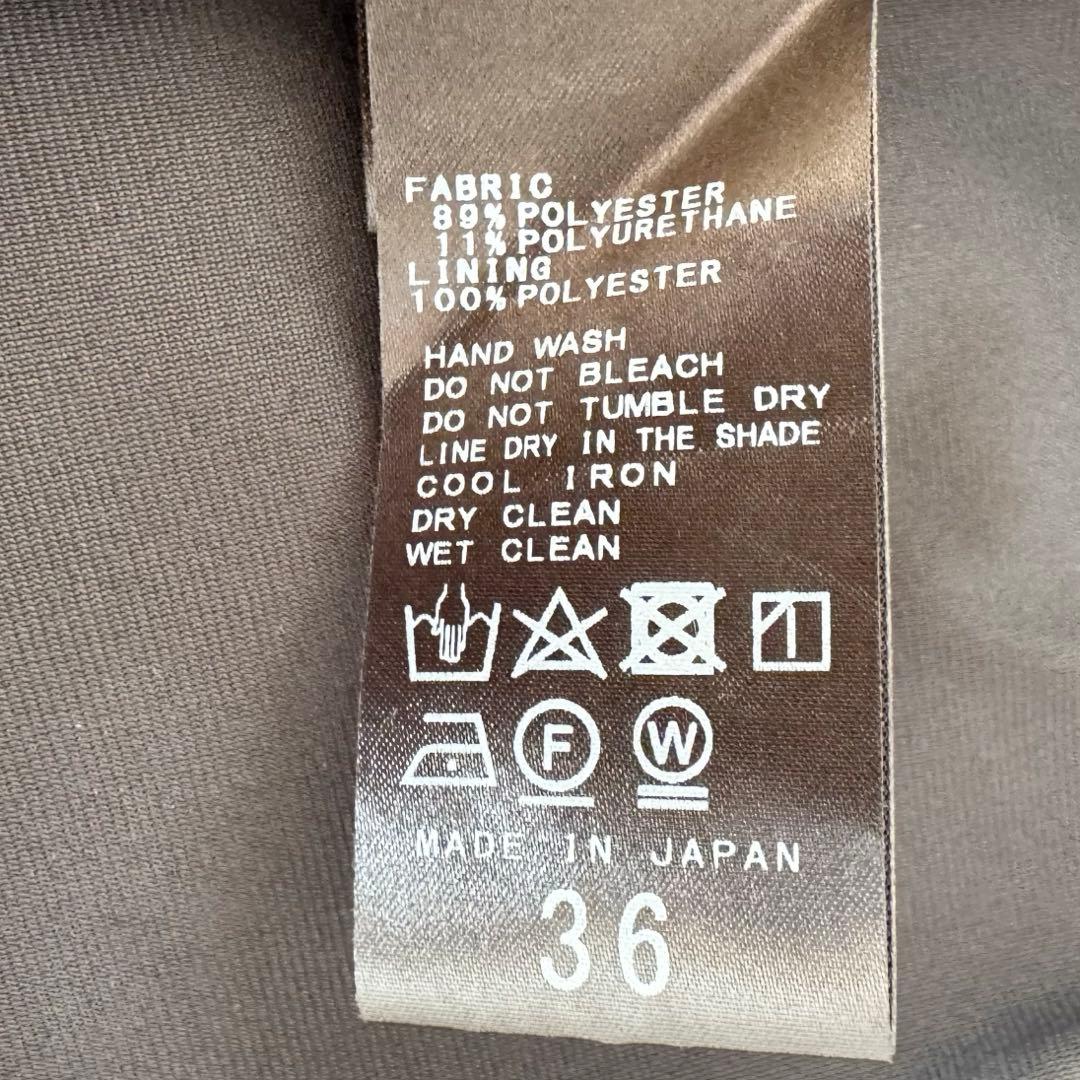 FABRIC
89% POLYESTER
11% POLYURETHANE
LINING
100% POLYESTER
HAND WASH
DO NOT BLEACH
DO NOT TUMBLE DRY
LINE DRY IN THE SHADE
COOL IRON
DRY CLEAN
WET CLEAN
F W
MADE IN JAPAN
36